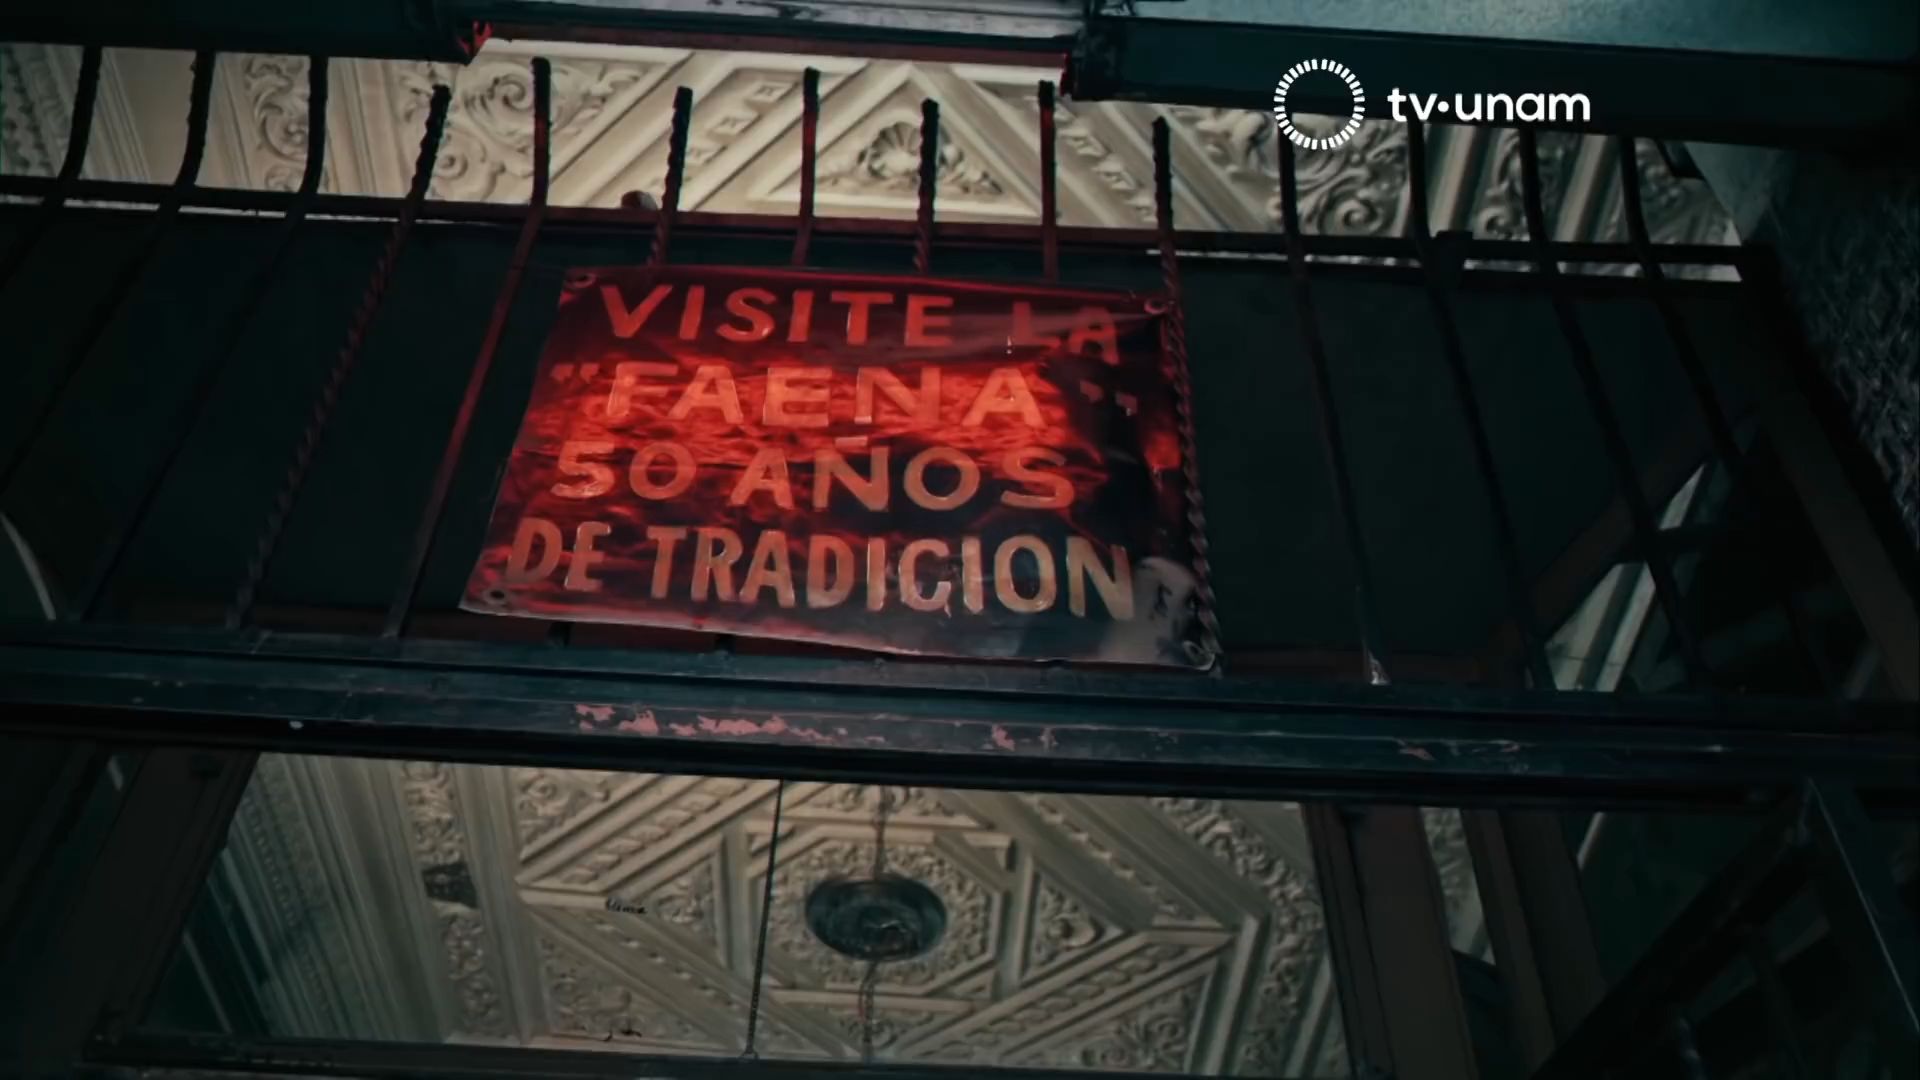 tv·unam
VISITE LA
"FAENA"
50 AÑOS
DE TRADICION